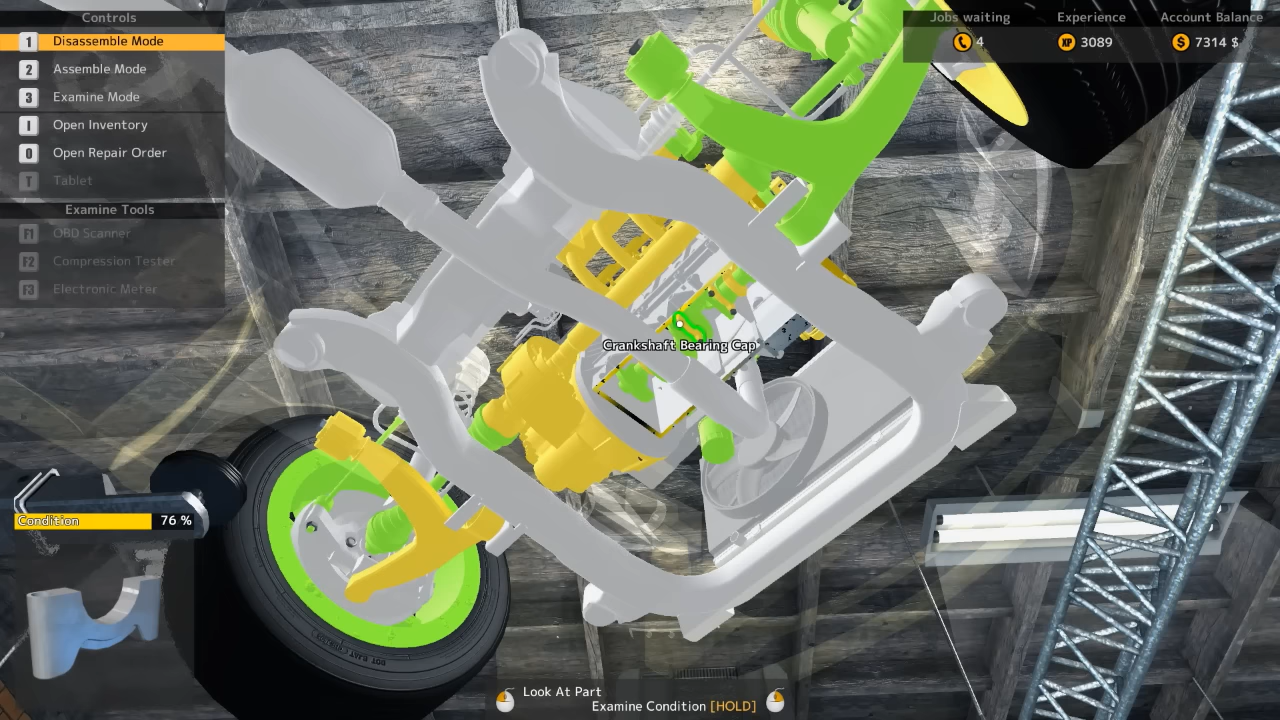 Controls
1 Disassemble Mode
2 Assemble Mode
3 Examine Mode
I Open Inventory
O Open Repair Order
T Tablet
Examine Tools
F1 OBD Scanner
F2 Compression Tester
F3 Electronic Meter
Jobs waiting Experience Account Balance
4 XP 3089 $ 7314 $
Crankshaft Bearing Cap
Condition 76 %
Look At Part
Examine Condition [HOLD]